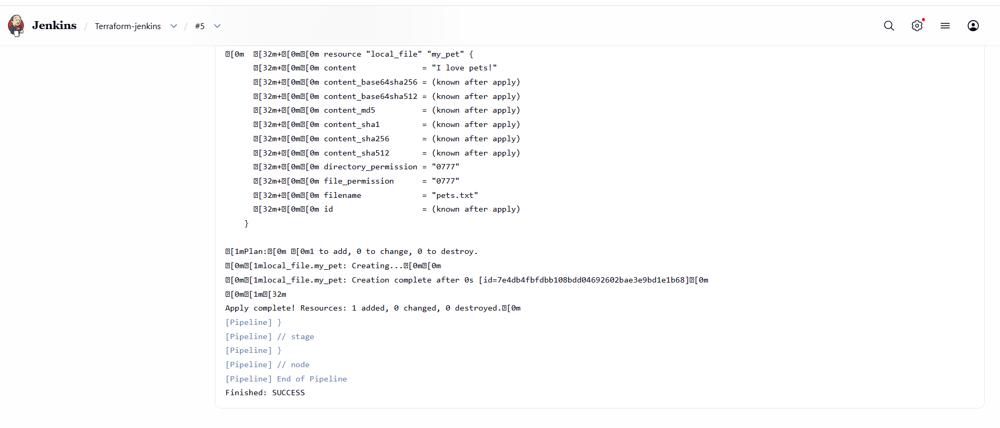 Jenkins / Terraform-jenkins / #5
[0m  [32m+[0m[0m resource "local_file" "my_pet" {
[32m+[0m[0m content              = "I love pets!"
[32m+[0m[0m content_base64sha256 = (known after apply)
[32m+[0m[0m content_base64sha512 = (known after apply)
[32m+[0m[0m content_md5          = (known after apply)
[32m+[0m[0m content_sha1         = (known after apply)
[32m+[0m[0m content_sha256       = (known after apply)
[32m+[0m[0m content_sha512       = (known after apply)
[32m+[0m[0m directory_permission = "0777"
[32m+[0m[0m file_permission      = "0777"
[32m+[0m[0m filename             = "pets.txt"
[32m+[0m[0m id                   = (known after apply)
}
[1mPlan:[0m [0m1 to add, 0 to change, 0 to destroy.
[0m[1mlocal_file.my_pet: Creating...[0m[0m
[0m[1mlocal_file.my_pet: Creation complete after 0s [id=7e4db4fbfdbb108bdd04692602bae3e9bd1e1b68][0m
[0m[1m[32m
Apply complete! Resources: 1 added, 0 changed, 0 destroyed.[0m
[Pipeline] }
[Pipeline] // stage
[Pipeline] }
[Pipeline] // node
[Pipeline] End of Pipeline
Finished: SUCCESS